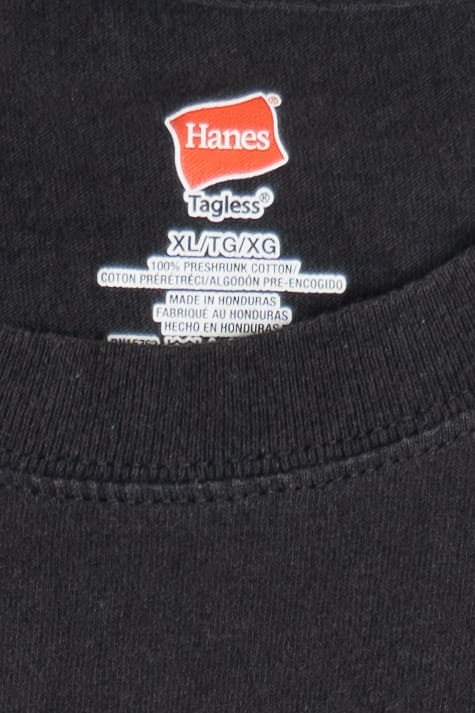 Hanes®
Tagless®
XL/TG/XG
100% PRESHRUNK COTTON/
COTON PRÉRÉTRÉCI/ALGODÓN PRE-ENCOGIDO
MADE IN HONDURAS
FABRIQUÉ AU HONDURAS
HECHO EN HONDURAS